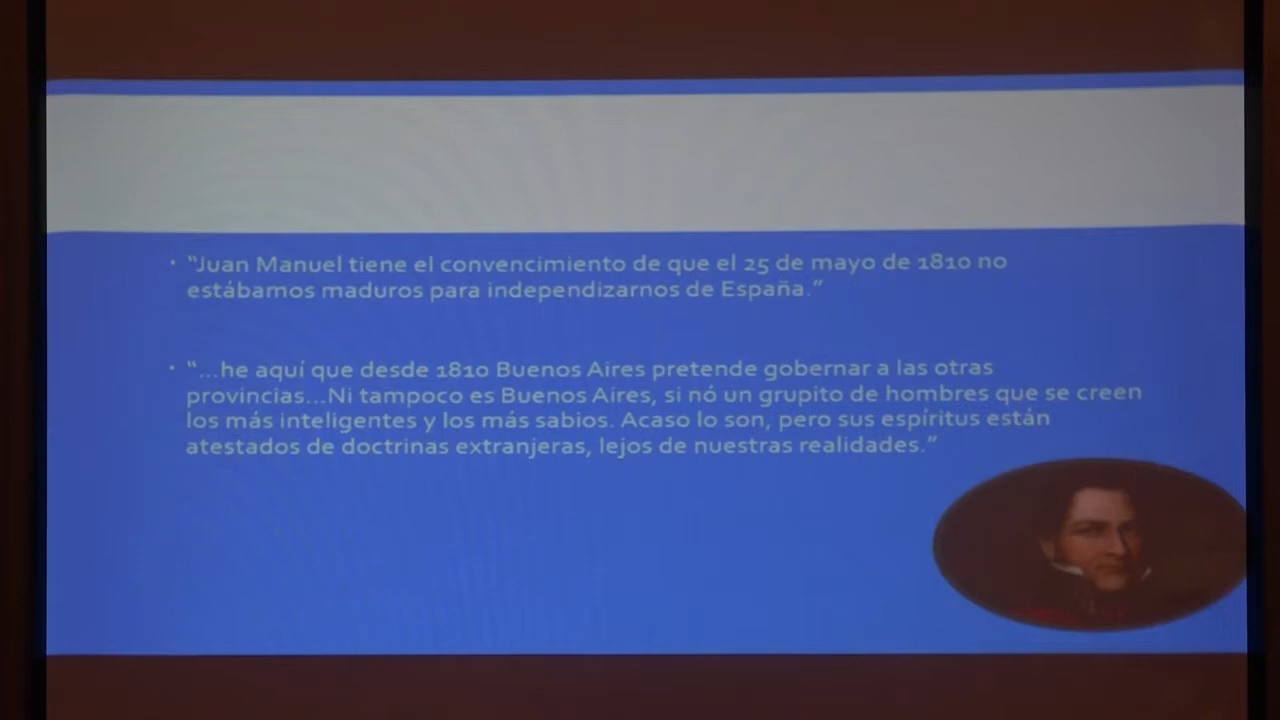 · “Juan Manuel tiene el convencimiento de que el 25 de mayo de 1810 no
estábamos maduros para independizarnos de España.”
· “...he aquí que desde 1810 Buenos Aires pretende gobernar a las otras
provincias...Ni tampoco es Buenos Aires, si nó un grupito de hombres que se creen
los más inteligentes y los más sabios. Acaso lo son, pero sus espíritus están
atestados de doctrinas extranjeras, lejos de nuestras realidades.”